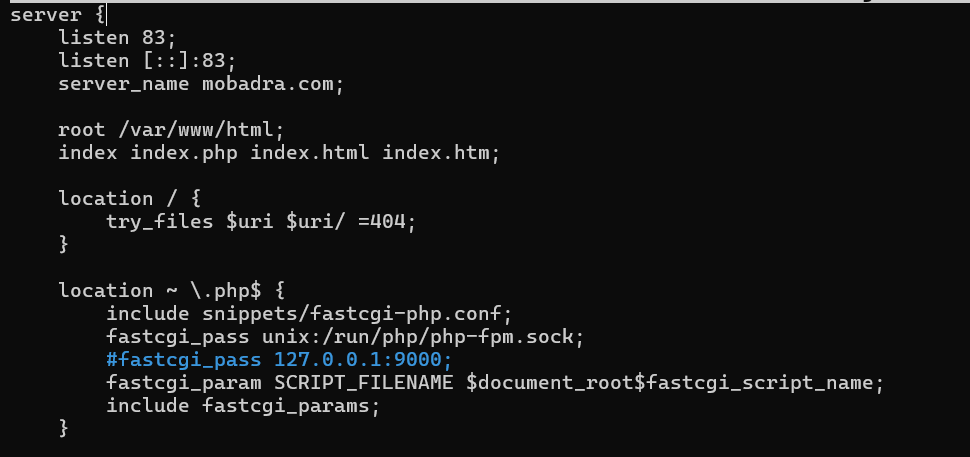 server {
    listen 83;
    listen [::]:83;
    server_name mobadra.com;

    root /var/www/html;
    index index.php index.html index.htm;

    location / {
        try_files $uri $uri/ =404;
    }

    location ~ \.php$ {
        include snippets/fastcgi-php.conf;
        fastcgi_pass unix:/run/php/php-fpm.sock;
        #fastcgi_pass 127.0.0.1:9000;
        fastcgi_param SCRIPT_FILENAME $document_root$fastcgi_script_name;
        include fastcgi_params;
    }